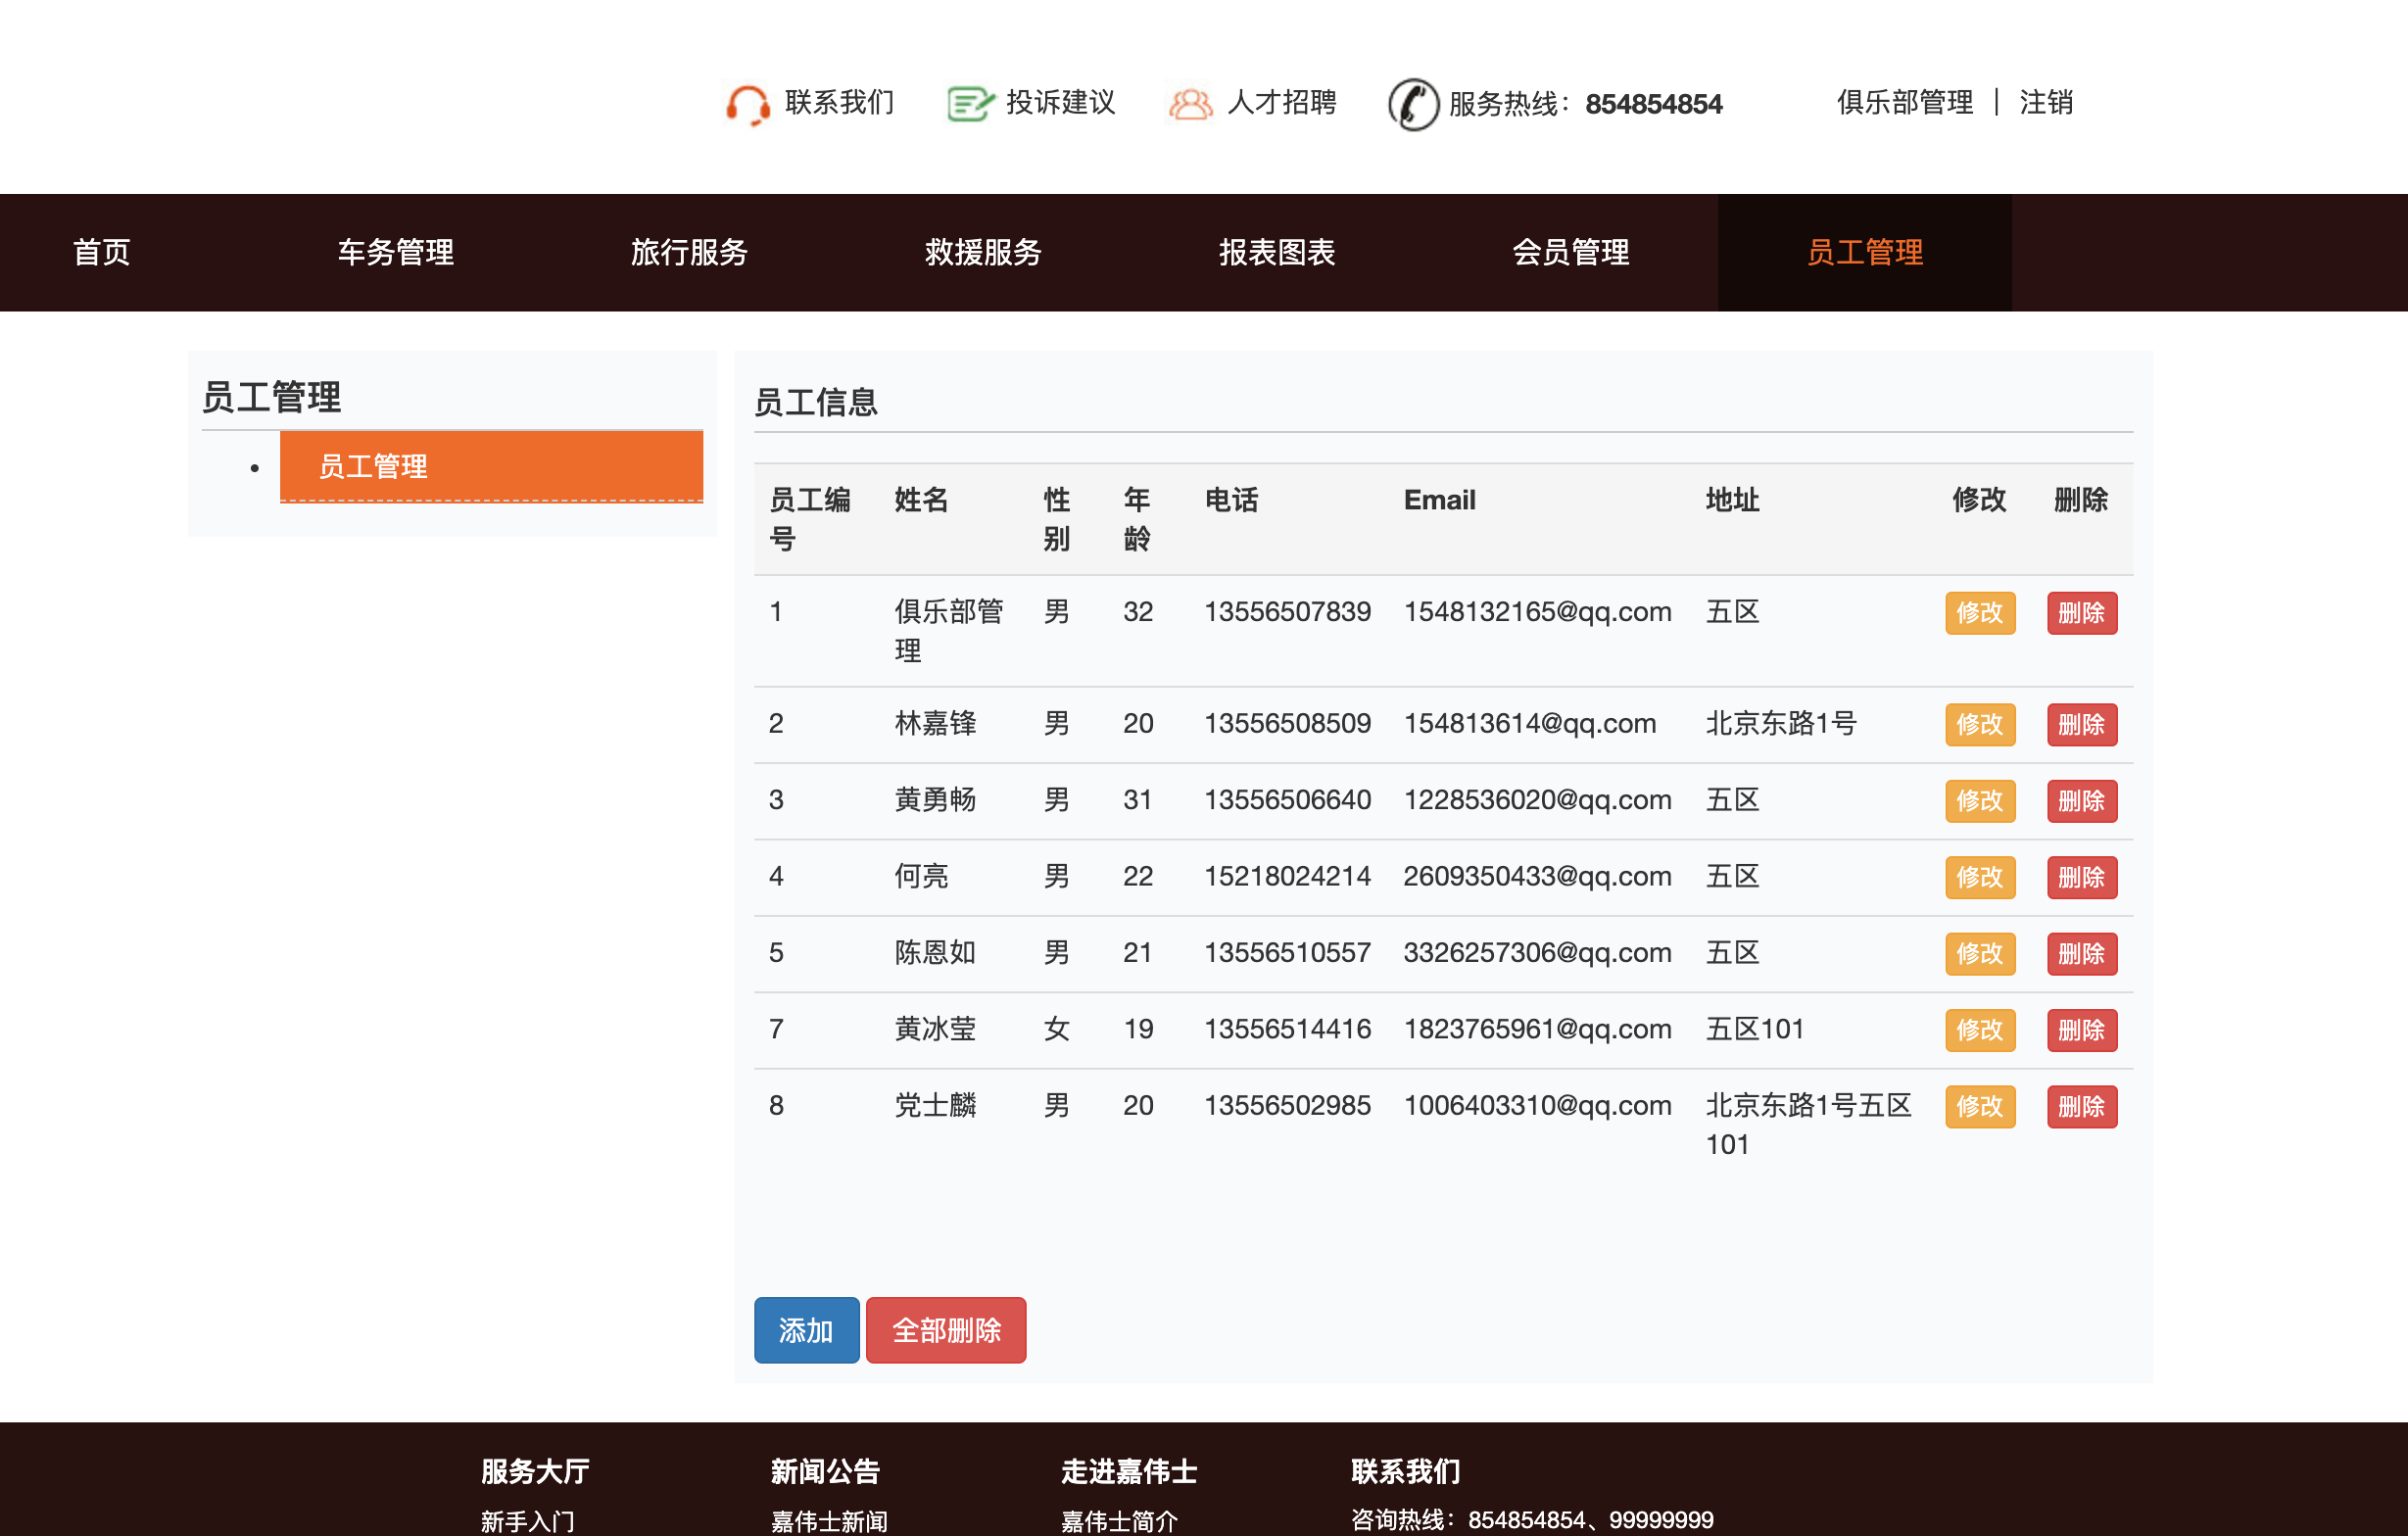 联系我们 投诉建议 人才招聘 服务热线：854854854 俱乐部管理 | 注销
首页 车务管理 旅行服务 救援服务 报表图表 会员管理 员工管理
员工管理
员工管理
员工信息
员工编号 姓名 性别 年龄 电话 Email 地址 修改 删除
1 俱乐部管理 男 32 13556507839 1548132165@qq.com 五区 修改 删除
2 林嘉锋 男 20 13556508509 154813614@qq.com 北京东路1号 修改 删除
3 黄勇畅 男 31 13556506640 1228536020@qq.com 五区 修改 删除
4 何亮 男 22 15218024214 2609350433@qq.com 五区 修改 删除
5 陈恩如 男 21 13556510557 3326257306@qq.com 五区 修改 删除
7 黄冰莹 女 19 13556514416 1823765961@qq.com 五区101 修改 删除
8 党士麟 男 20 13556502985 1006403310@qq.com 北京东路1号五区101 修改 删除
添加 全部删除
服务大厅 新闻公告 走进嘉伟士 联系我们
新手入门 嘉伟士新闻 嘉伟士简介 咨询热线：854854854、99999999